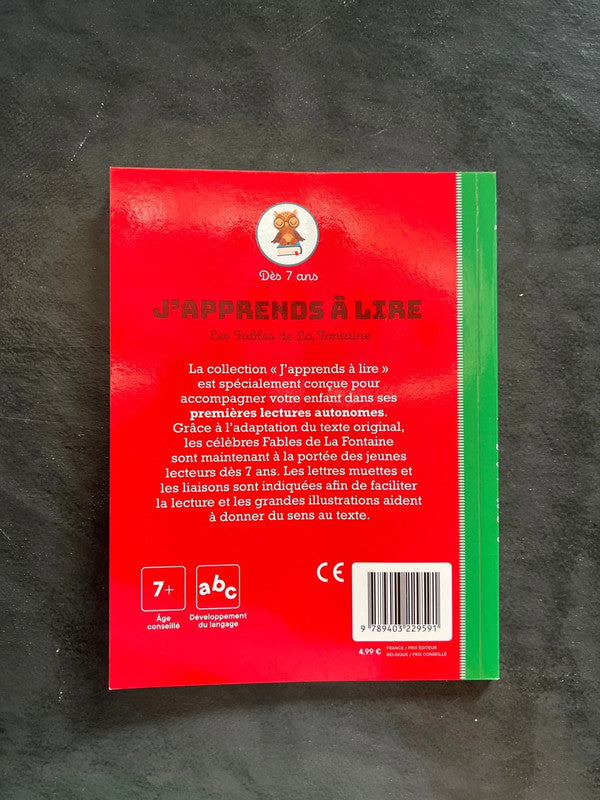 Dès 7 ans
J'APPRENDS À LIRE
Les Fables de La Fontaine
La collection « J'apprends à lire »
est spécialement conçue pour
accompagner votre enfant dans ses
premières lectures autonomes.
Grâce à l'adaptation du texte original,
les célèbres Fables de La Fontaine
sont maintenant à la portée des jeunes
lecteurs dès 7 ans. Les lettres muettes et
les liaisons sont indiquées afin de faciliter
la lecture et les grandes illustrations aident
à donner du sens au texte.
7+
Âge
conseillé
abc
Développement
du langage
CE
9 789403 229591
4,99 €
FRANCE / PRIX ÉDITEUR
BELGIQUE / PRIX CONSEILLÉ